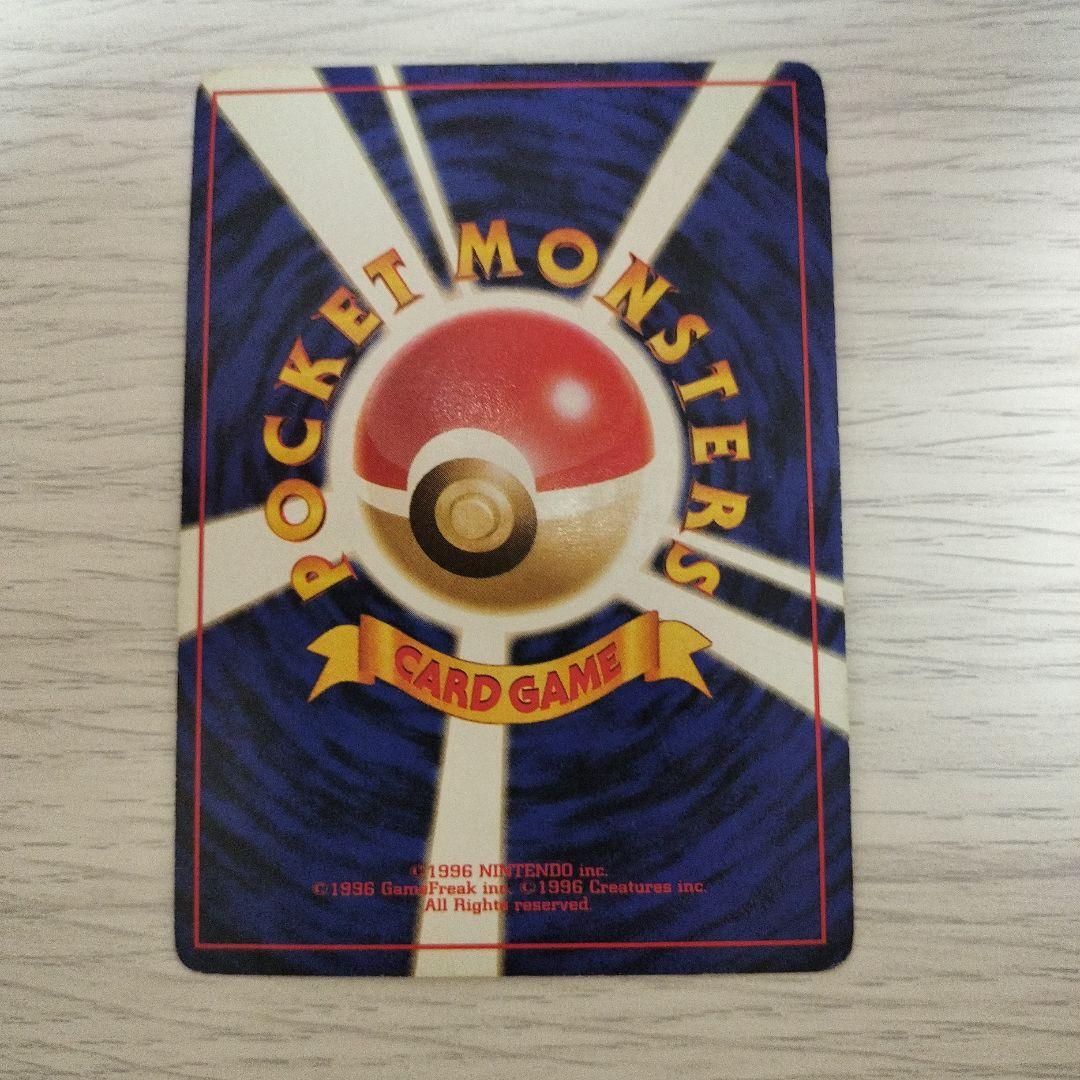 POCKET MONSTERS
CARD GAME
©1996 NINTENDO inc.
©1996 GameFreak inc. ©1996 Creatures inc.
All Rights reserved.